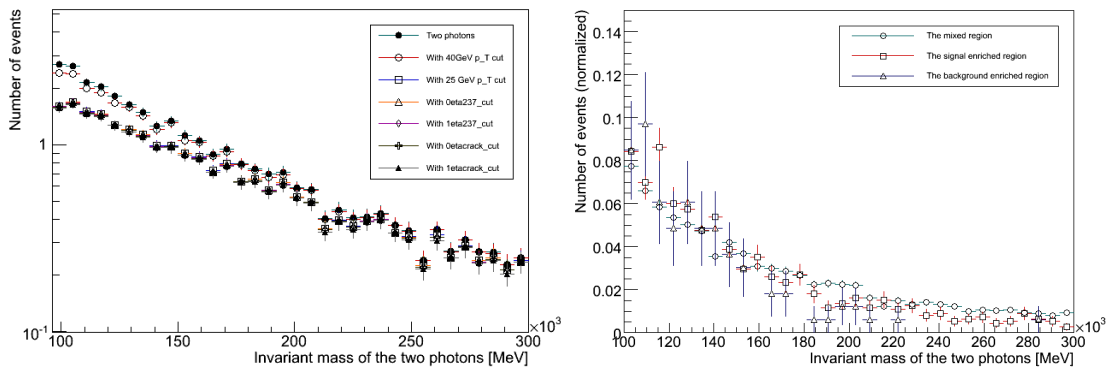 Number of events
Two photons
With 40GeV p_T cut
With 25 GeV p_T cut
With 0eta237_cut
With 1eta237_cut
With 0etacrack_cut
With 1etacrack_cut
1
10⁻¹
100 150 200 250 300
×10³
Invariant mass of the two photons [MeV]
Number of events (normalized)
The mixed region
The signal enriched region
The background enriched region
0.14
0.12
0.1
0.08
0.06
0.04
0.02
0
100 120 140 160 180 200 220 240 260 280 300
×10³
Invariant mass of the two photons [MeV]